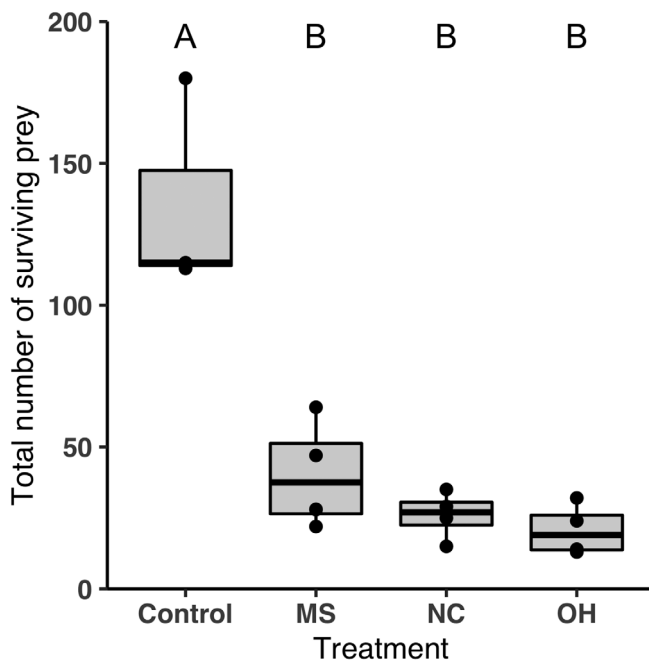 200
A B B B
150
100
50
0
Total number of surviving prey
Control MS NC OH
Treatment